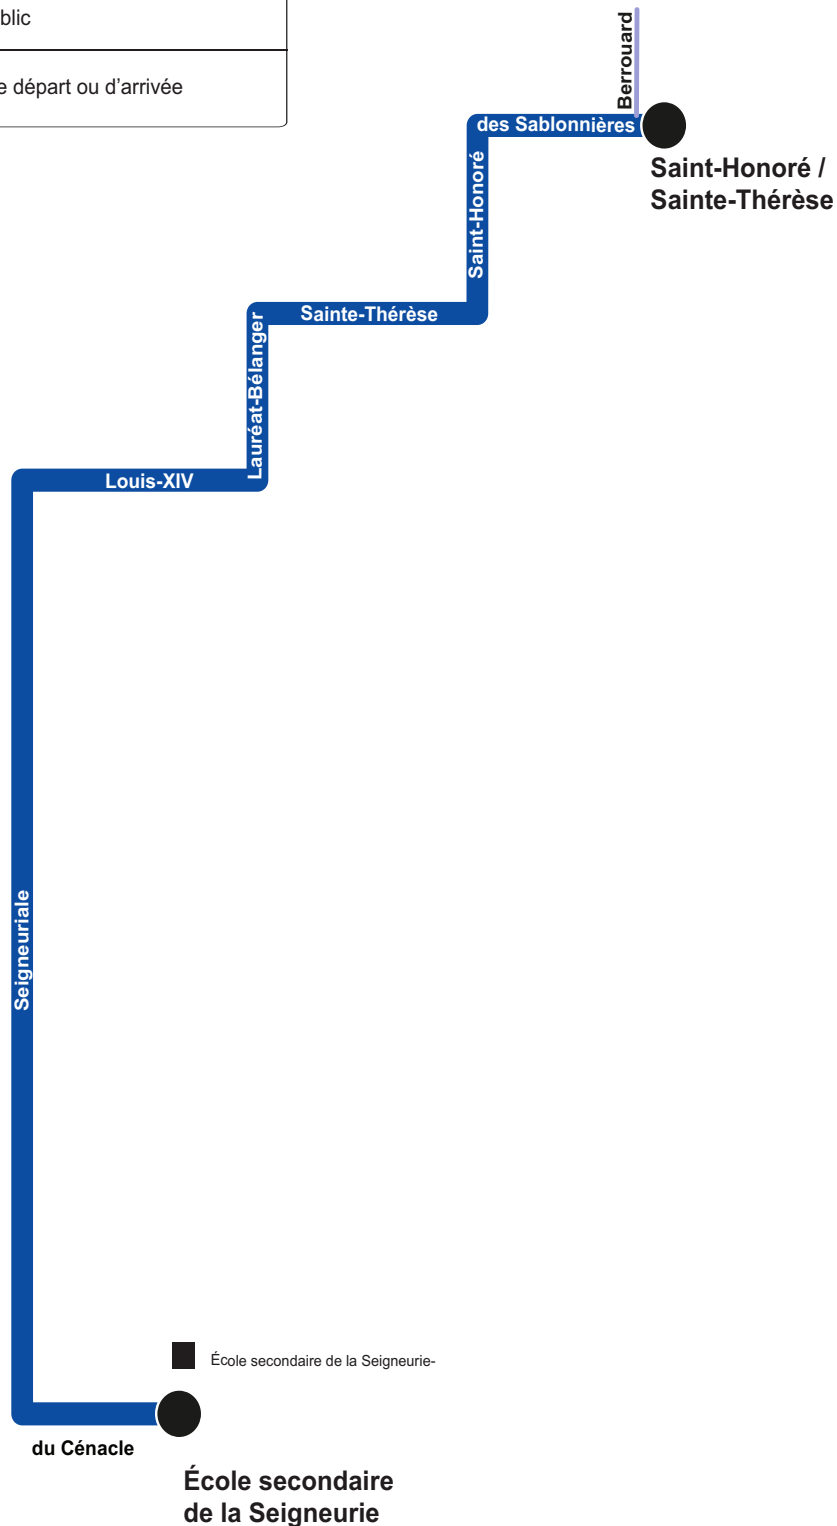 blic
e départ ou d'arrivée
Berrouard
des Sablonnières
Saint-Honoré /
Sainte-Thérèse
Saint-Honoré
Sainte-Thérèse
Lauréat-Bélanger
Louis-XIV
Seigneuriale
École secondaire de la Seigneurie-
du Cénacle
École secondaire
de la Seigneurie